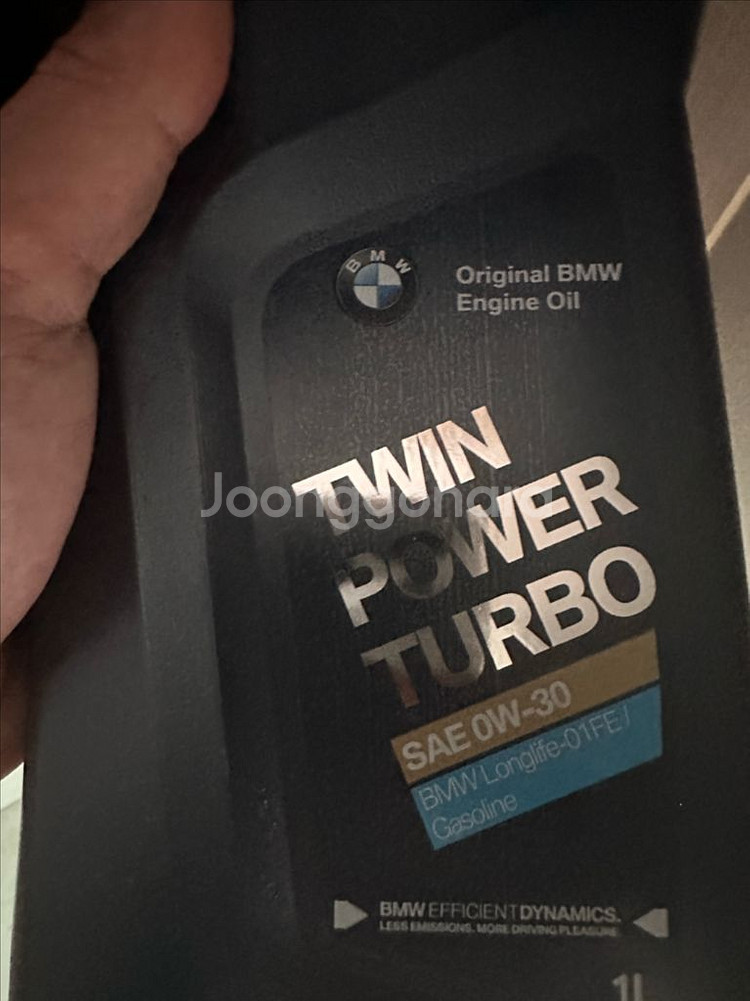 BMW
Original BMW
Engine Oil
TWIN
POWER
TURBO
Joonggonara
SAE 0W-30
BMW Longlife-01FE/
Gasoline
BMW EFFICIENTDYNAMICS.
LESS EMISSIONS. MORE DRIVING PLEASURE.
1L